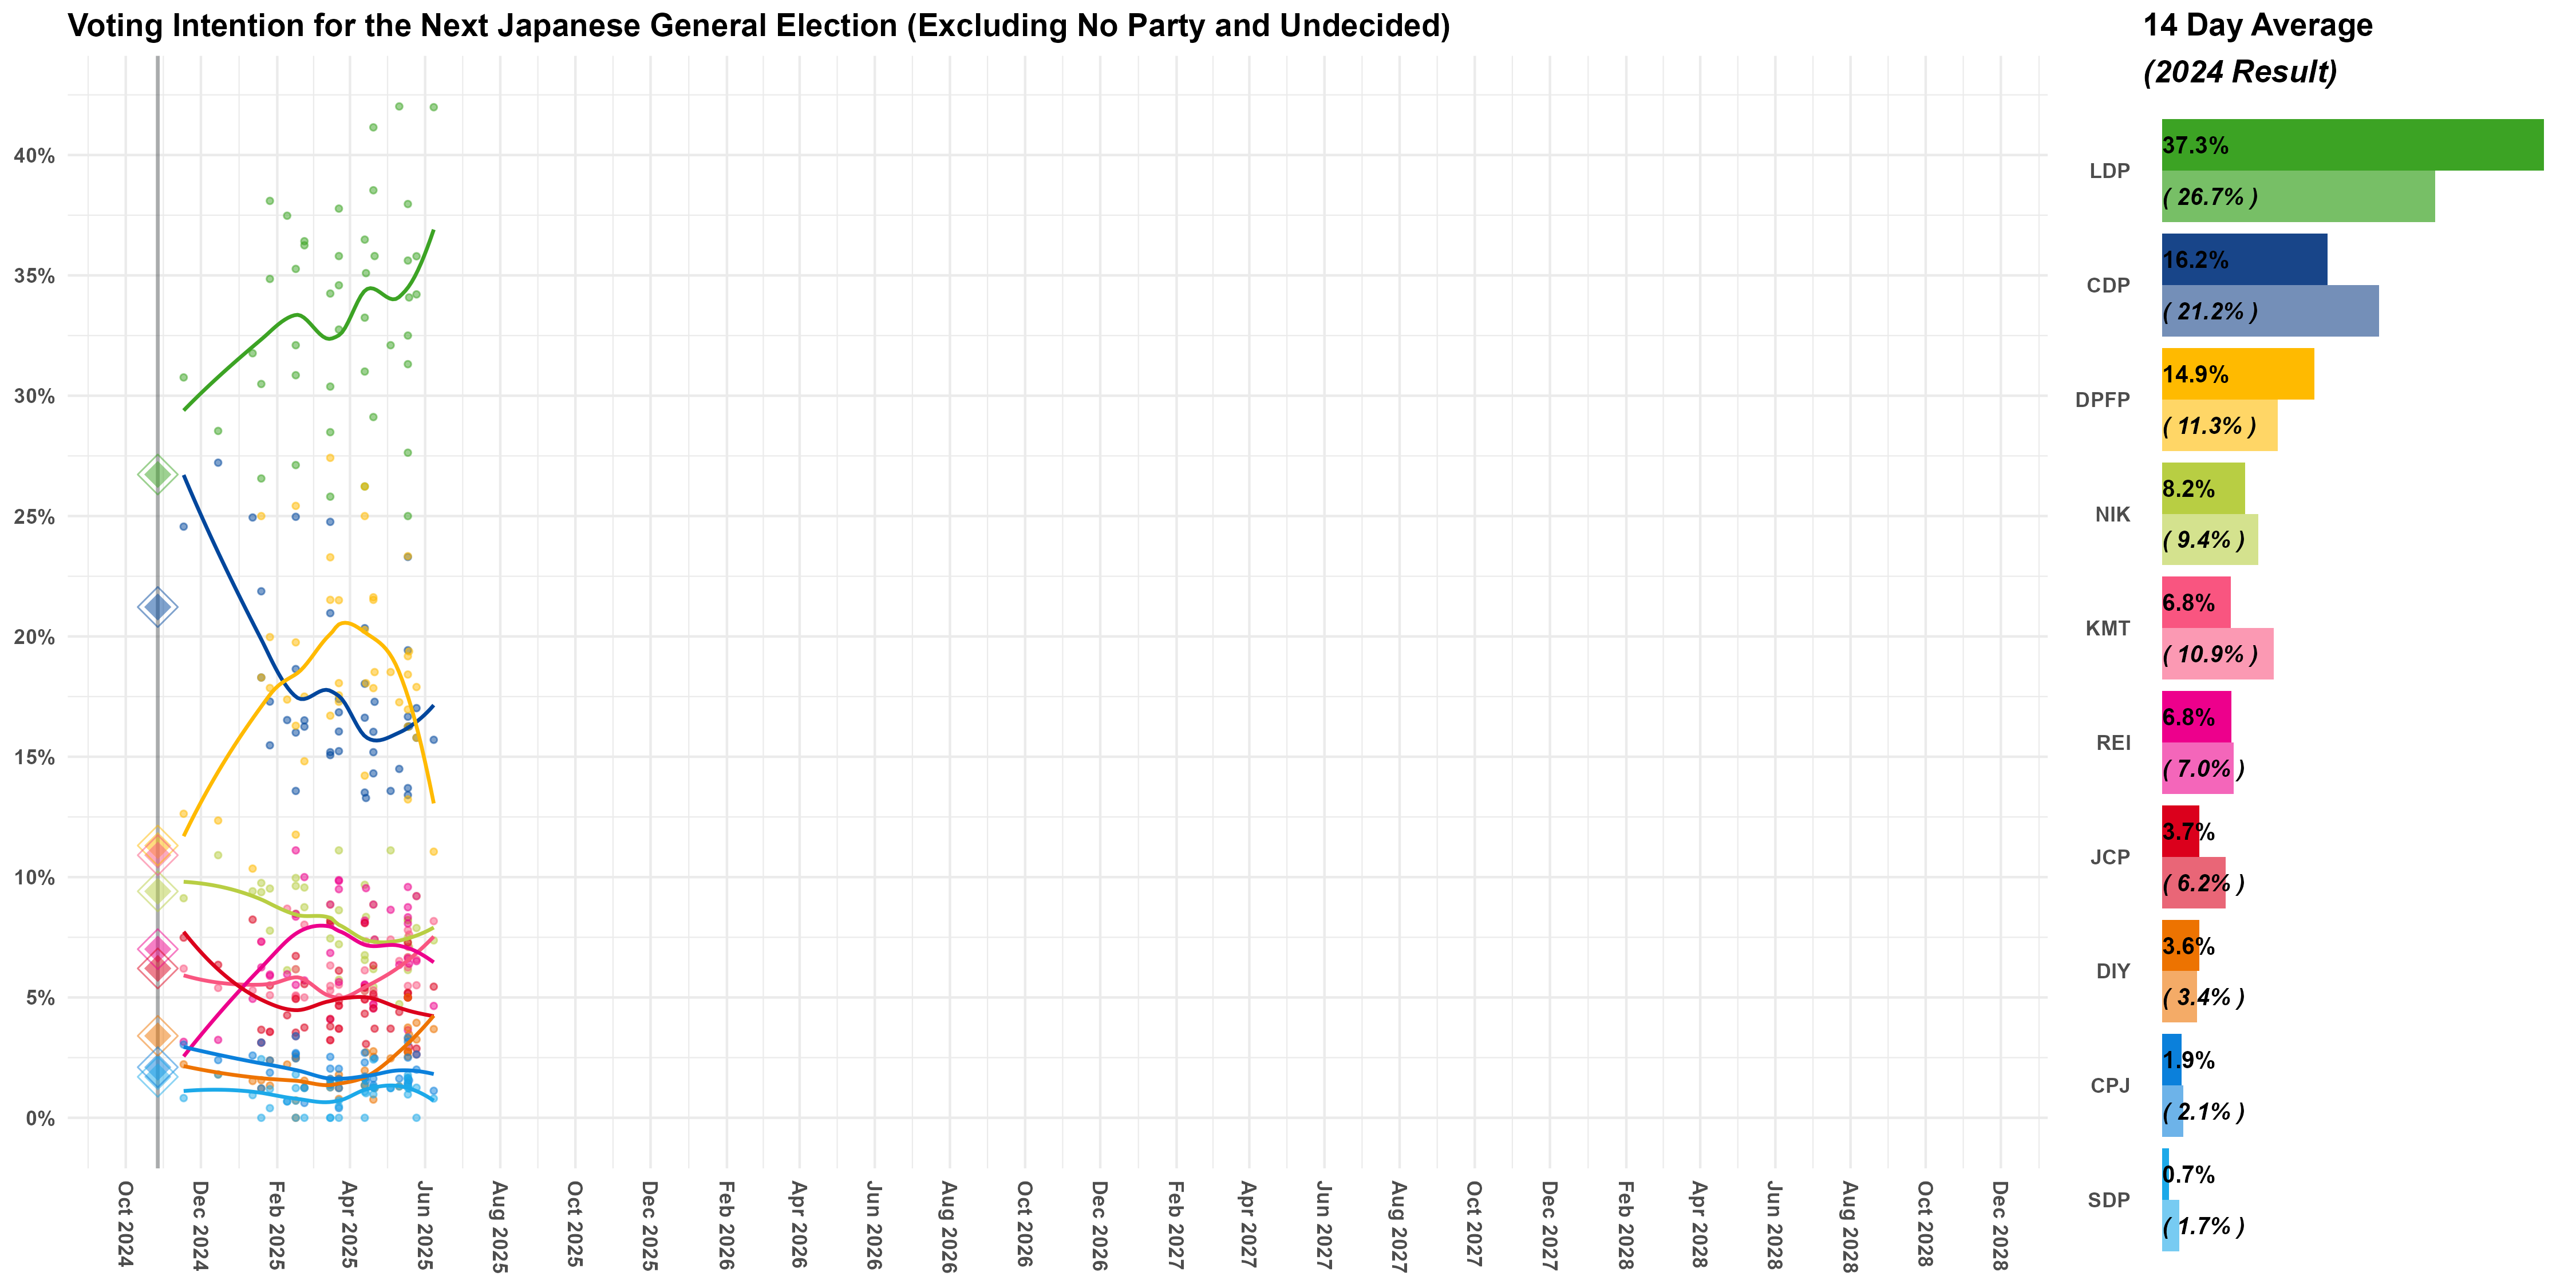 Voting Intention for the Next Japanese General Election (Excluding No Party and Undecided)
40%
35%
30%
25%
20%
15%
10%
5%
0%
Oct 2024
Dec 2024
Feb 2025
Apr 2025
Jun 2025
Aug 2025
Oct 2025
Dec 2025
Feb 2026
Apr 2026
Jun 2026
Aug 2026
Oct 2026
Dec 2026
Feb 2027
Apr 2027
Jun 2027
Aug 2027
Oct 2027
Dec 2027
Feb 2028
Apr 2028
Jun 2028
Aug 2028
Oct 2028
Dec 2028
14 Day Average
(2024 Result)
LDP
37.3%
( 26.7% )
CDP
16.2%
( 21.2% )
DPFP
14.9%
( 11.3% )
NIK
8.2%
( 9.4% )
KMT
6.8%
( 10.9% )
REI
6.8%
( 7.0% )
JCP
3.7%
( 6.2% )
DIY
3.6%
( 3.4% )
CPJ
1.9%
( 2.1% )
SDP
0.7%
( 1.7% )